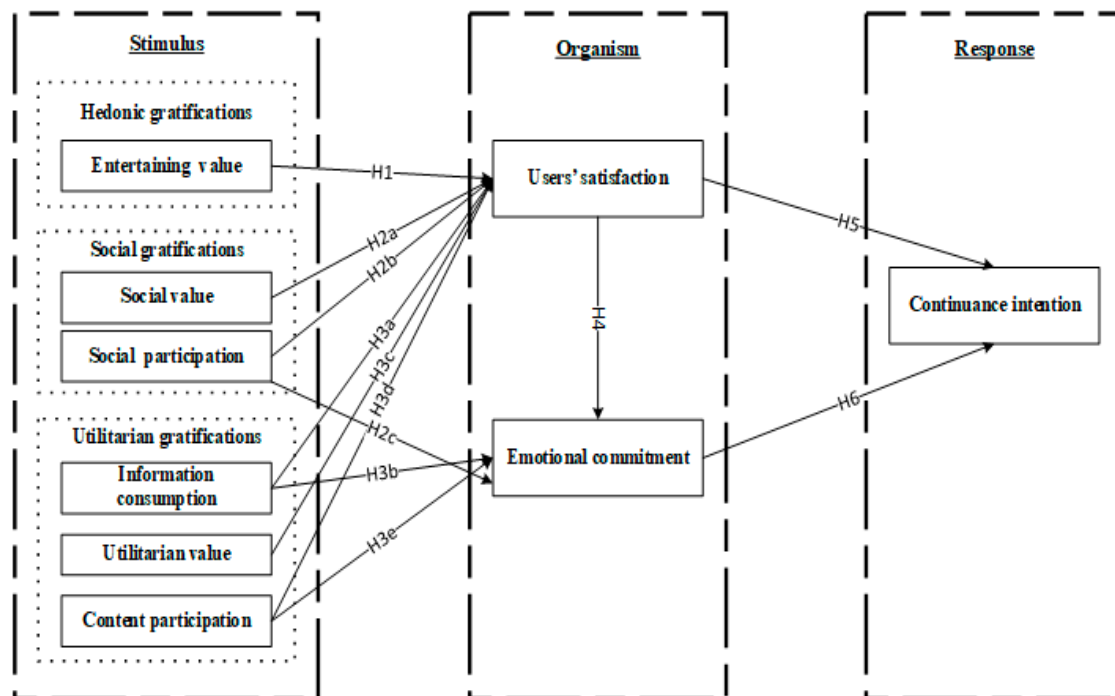 Stimulus
Hedonic gratifications
Entertaining value
Social gratifications
Social value
Social participation
Utilitarian gratifications
Information
consumption
Utilitarian value
Content participation
H1
H2a
H2b
H3a
H3c
H3d
H2c
H3b
H3e
Organism
Users' satisfaction
H4
Emotional commitment
H5
H6
Response
Continuance intention